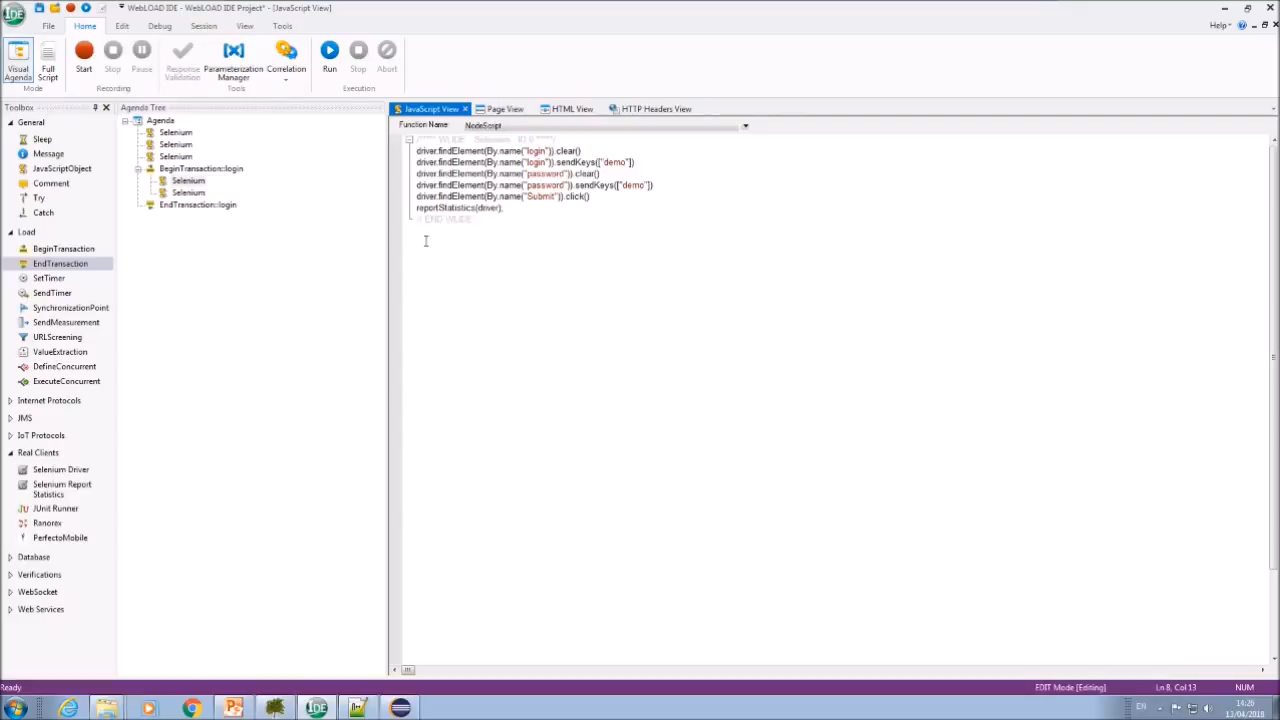 IDE
WebLOAD IDE - WebLOAD IDE Project* - [JavaScript View]
File Home Edit Debug Session View Tools
Help
Visual Agenda
Full Script
Start
Stop
Pause
Response Validation
Parameterization Manager
Correlation
Run
Stop
Abort
Mode
Recording
Tools
Execution
Toolbox
General
Sleep
Message
JavaScriptObject
Comment
Try
Catch
Load
BeginTransaction
EndTransaction
SetTimer
SendTimer
SynchronizationPoint
SendMeasurement
URLScreening
ValueExtraction
DefineConcurrent
ExecuteConcurrent
Internet Protocols
JMS
IoT Protocols
Real Clients
Selenium Driver
Selenium Report Statistics
JUnit Runner
Ranorex
PerfectoMobile
Database
Verifications
WebSocket
Web Services
Agenda Tree
Agenda
Selenium
Selenium
Selenium
BeginTransaction::login
Selenium
Selenium
EndTransaction::login
JavaScript View
Page View
HTML View
HTTP Headers View
Function Name: NodeScript
driver.findElement(By.name("login")).clear()
driver.findElement(By.name("login")).sendKeys(["demo"])
driver.findElement(By.name("password")).clear()
driver.findElement(By.name("password")).sendKeys(["demo"])
driver.findElement(By.name("Submit")).click()
reportStatistics(driver);
// END WLIDE
Ready
EDIT Mode [Editing]
Ln 8, Col 13
NUM
IDE
EN
14:26
13/04/2018